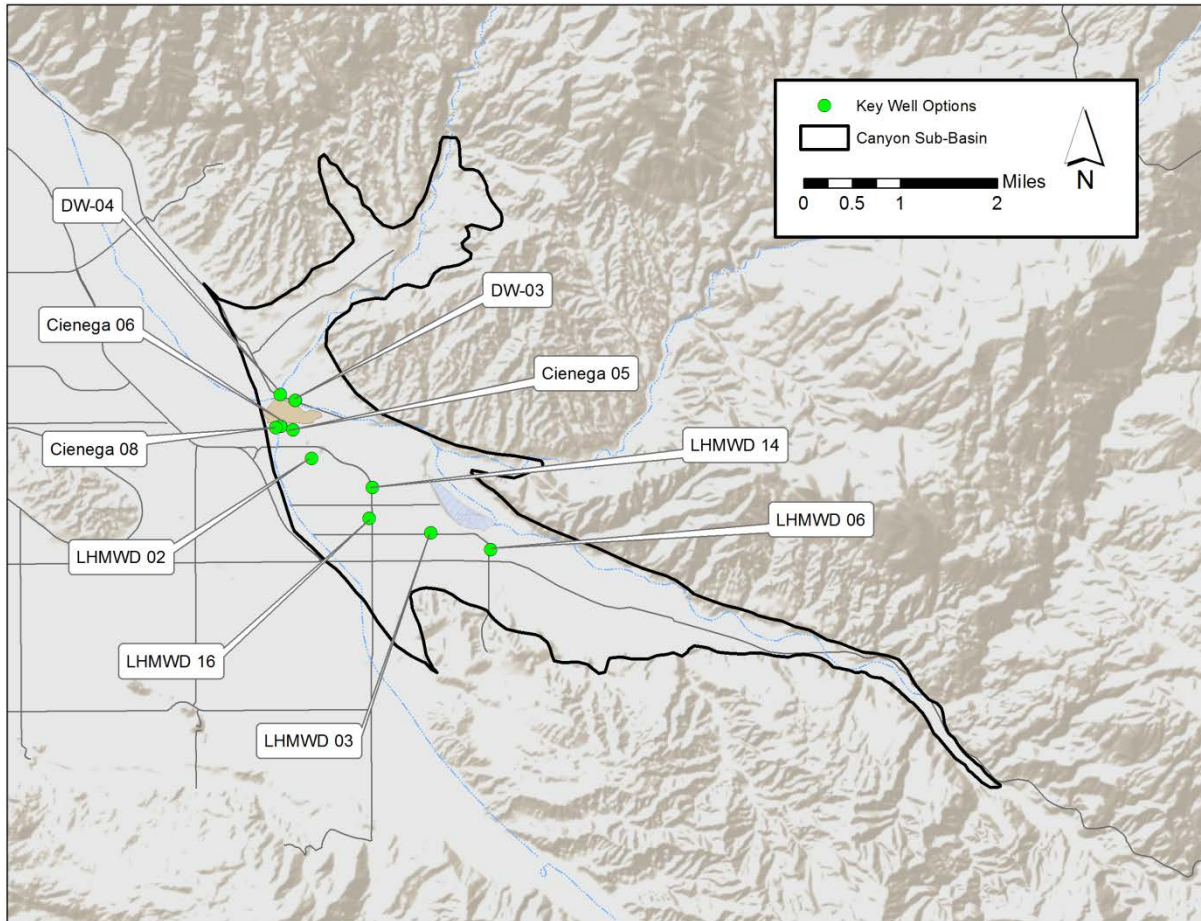 Key Well Options
Canyon Sub-Basin
Miles
0 0.5 1 2
N
DW-04
DW-03
Cienega 06
Cienega 05
Cienega 08
LHMWD 14
LHMWD 06
LHMWD 02
LHMWD 16
LHMWD 03